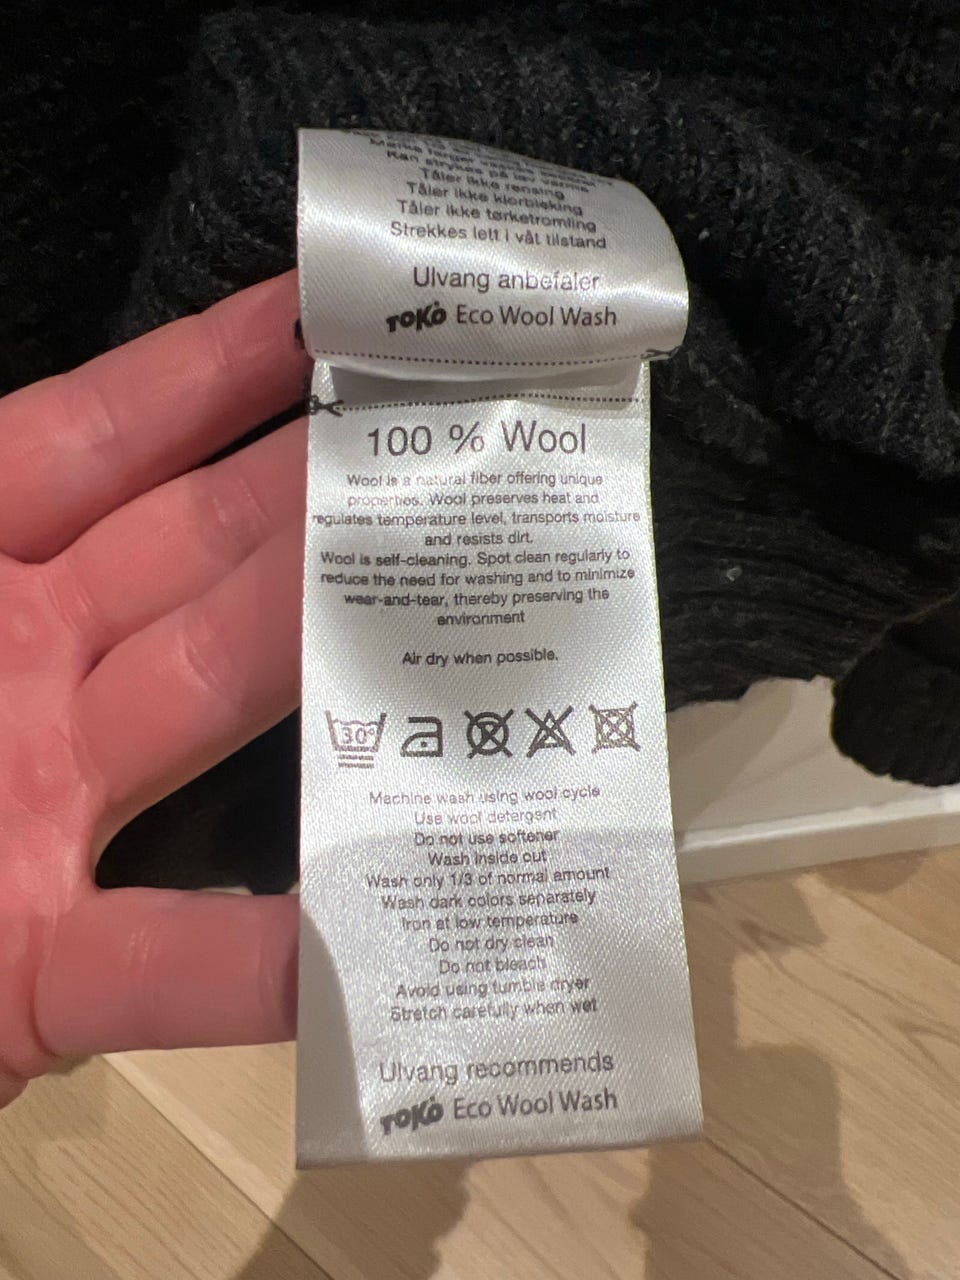 Kan strykes på lav varme
Tåler ikke rensing
Tåler ikke klorbleking
Tåler ikke tørketromling
Strekkes lett i våt tilstand
Ulvang anbefaler
TOKO Eco Wool Wash
100 % Wool
Wool is a natural fiber offering unique
properties. Wool preserves heat and
regulates temperature level, transports moisture
and resists dirt.
Wool is self-cleaning. Spot clean regularly to
reduce the need for washing and to minimize
wear-and-tear, thereby preserving the
environment
Air dry when possible.
30°
Machine wash using wool cycle
Use wool detergent
Do not use softener
Wash inside out
Wash only 1/3 of normal amount
Wash dark colors separately
Iron at low temperature
Do not dry clean
Do not bleach
Avoid using tumble dryer
Stretch carefully when wet
Ulvang recommends
TOKO Eco Wool Wash